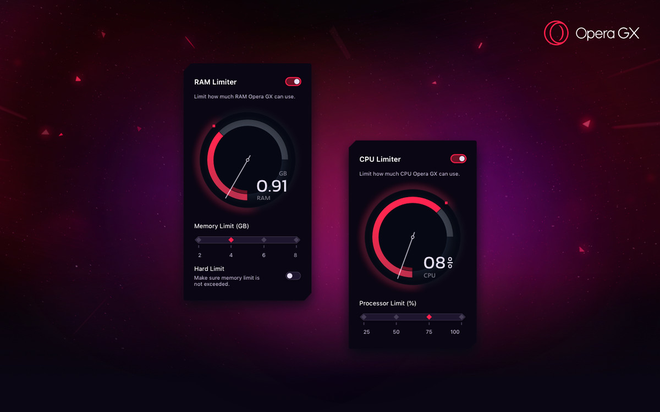 Opera GX
RAM Limiter
Limit how much RAM Opera GX can use.
GB
0.91
RAM
Memory Limit (GB)
2 4 6 8
Hard Limit
Make sure memory limit is
not exceeded.
CPU Limiter
Limit how much CPU Opera GX can use.
08%
CPU
Processor Limit (%)
25 50 75 100